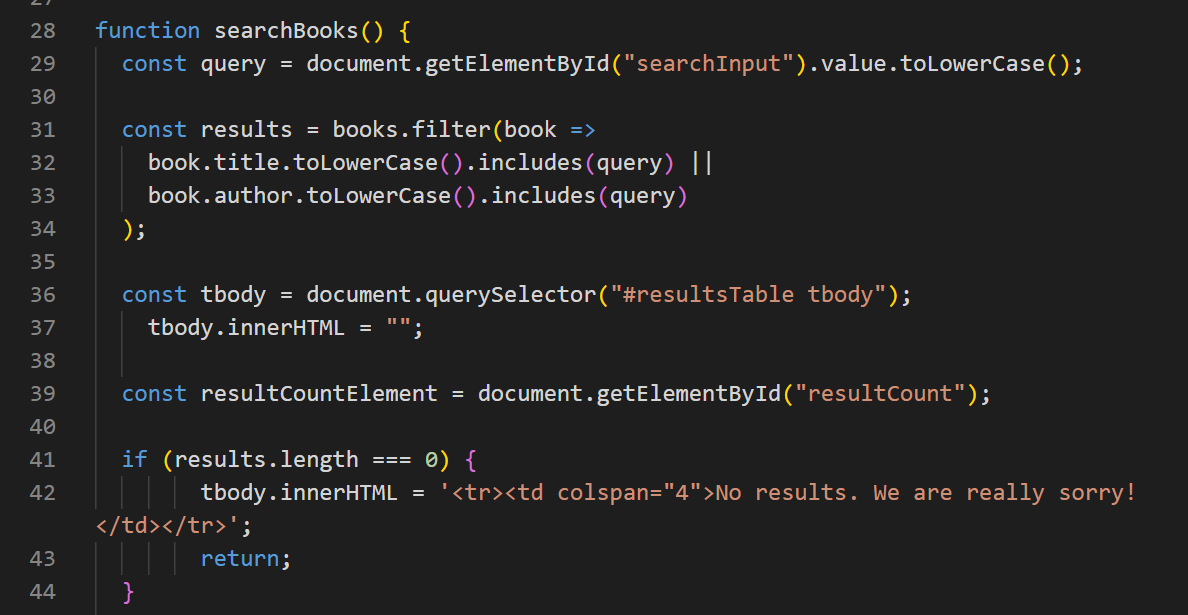 27
28 function searchBooks() {
29 const query = document.getElementById("searchInput").value.toLowerCase();
30
31 const results = books.filter(book =>
32 book.title.toLowerCase().includes(query) ||
33 book.author.toLowerCase().includes(query)
34 );
35
36 const tbody = document.querySelector("#resultsTable tbody");
37 tbody.innerHTML = "";
38
39 const resultCountElement = document.getElementById("resultCount");
40
41 if (results.length === 0) {
42 tbody.innerHTML = '<tr><td colspan="4">No results. We are really sorry!
</td></tr>';
43 return;
44 }